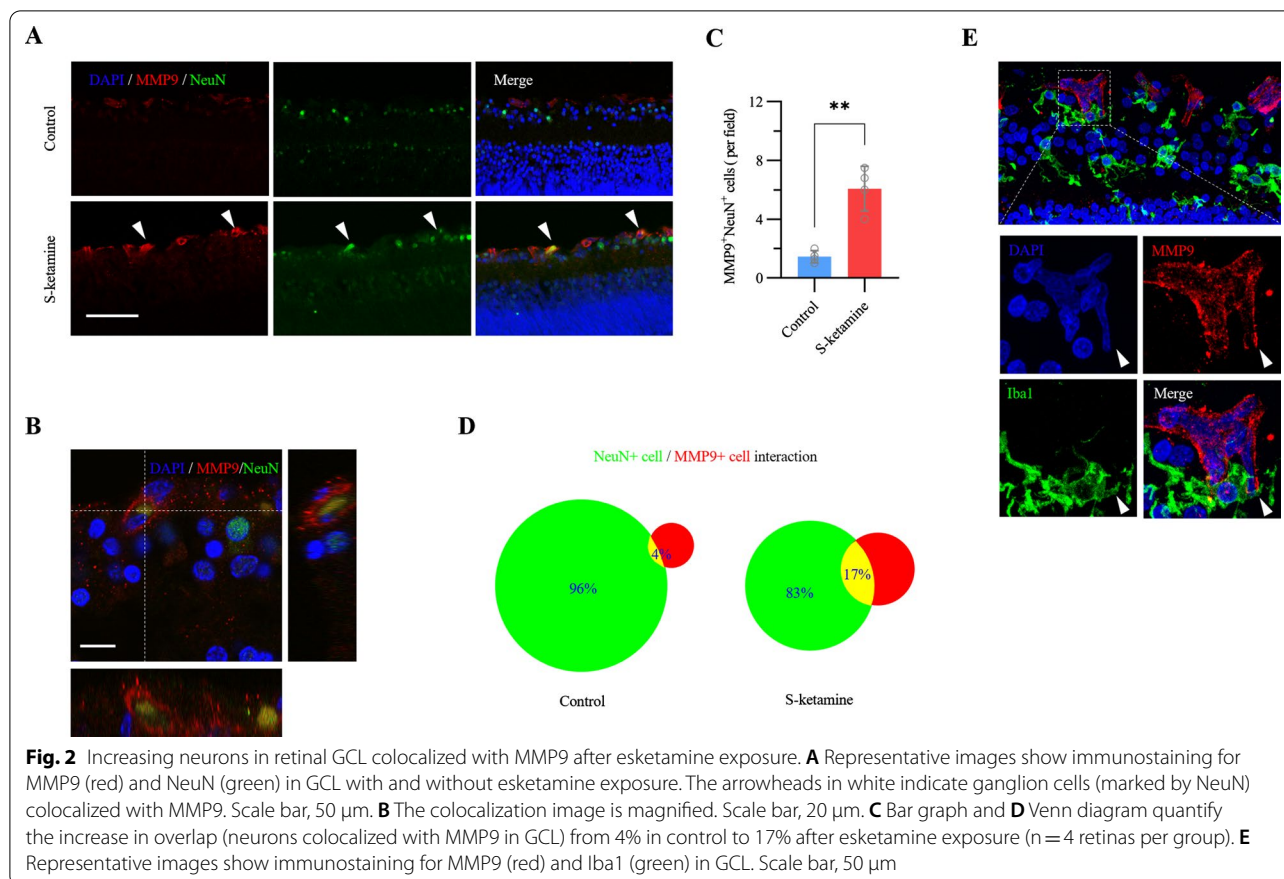 A
DAPI / MMP9 / NeuN
Merge
Control
S-ketamine
B
DAPI / MMP9/NeuN
C
MMP9+NeuN+ cells ( per field)
12
9
6
3
0
**
Control
S-ketamine
D
NeuN+ cell / MMP9+ cell interaction
96%
4%
83%
17%
Control
S-ketamine
E
DAPI
MMP9
Iba1
Merge
Fig. 2 Increasing neurons in retinal GCL colocalized with MMP9 after esketamine exposure. A Representative images show immunostaining for
MMP9 (red) and NeuN (green) in GCL with and without esketamine exposure. The arrowheads in white indicate ganglion cells (marked by NeuN)
colocalized with MMP9. Scale bar, 50 µm. B The colocalization image is magnified. Scale bar, 20 µm. C Bar graph and D Venn diagram quantify
the increase in overlap (neurons colocalized with MMP9 in GCL) from 4% in control to 17% after esketamine exposure (n = 4 retinas per group). E
Representative images show immunostaining for MMP9 (red) and Iba1 (green) in GCL. Scale bar, 50 µm